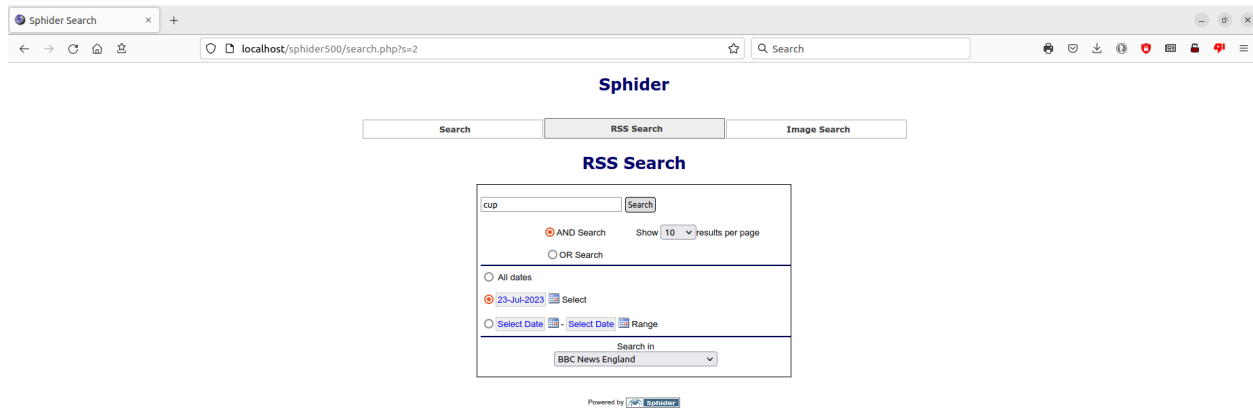 Sphider Search
localhost/sphider500/search.php?s=2
Search
Sphider
Search RSS Search Image Search
RSS Search
cup Search
AND Search Show 10 results per page
OR Search
All dates
23-Jul-2023 Select
Select Date - Select Date Range
Search in
BBC News England
Powered by Sphider